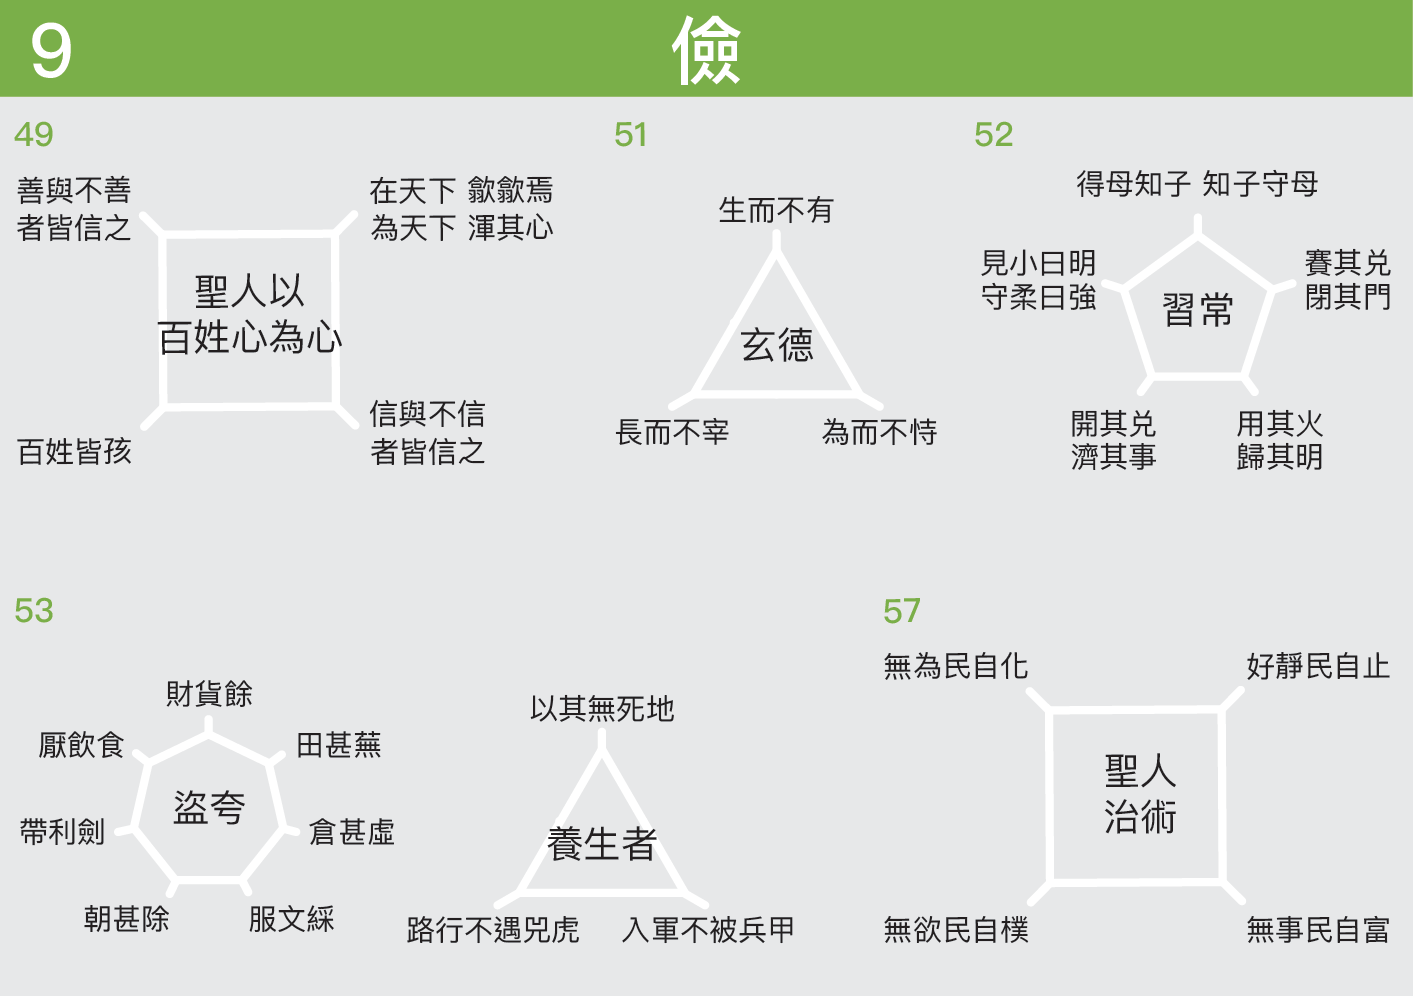 9
儉
49
善與不善
者皆信之
在天下 歙歙焉
為天下 渾其心
聖人以
百姓心為心
百姓皆孩
信與不信
者皆信之
51
生而不有
玄德
長而不宰
為而不恃
52
得母知子 知子守母
見小曰明
守柔曰強
賽其兌
閉其門
習常
開其兌
濟其事
用其火
歸其明
53
財貨餘
厭飲食
田甚蕪
盜夸
帶利劍
倉甚虛
朝甚除
服文綵
以其無死地
養生者
路行不遇兕虎
入軍不被兵甲
57
無為民自化
好靜民自止
聖人
治術
無欲民自樸
無事民自富